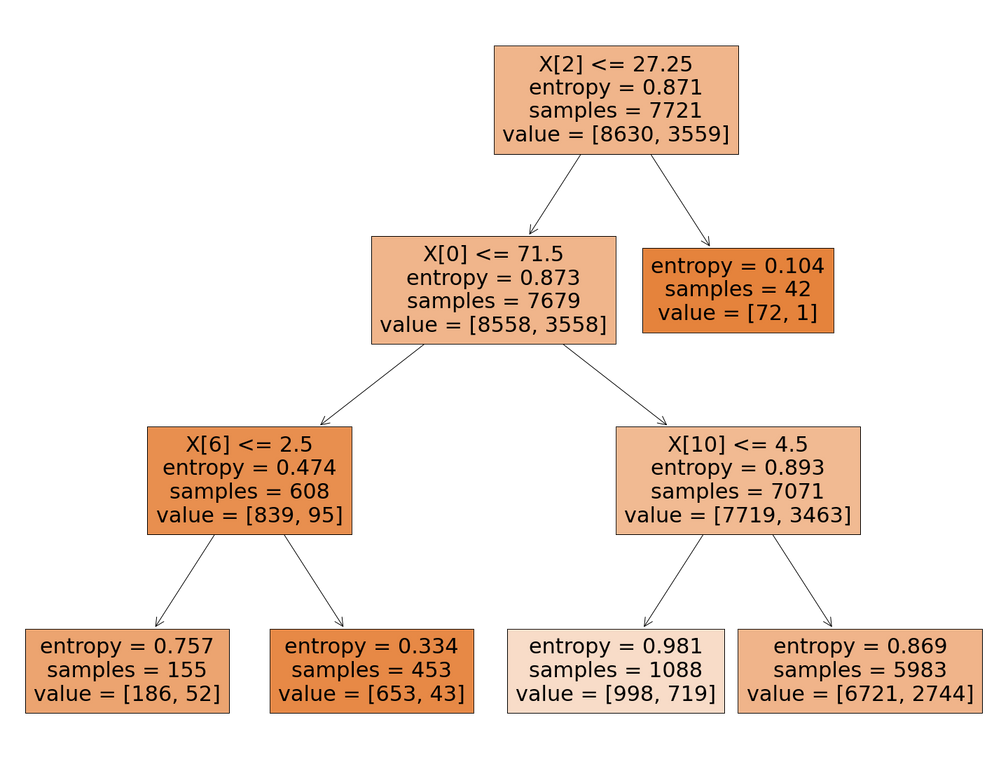 X[2] <= 27.25
entropy = 0.871
samples = 7721
value = [8630, 3559]
X[0] <= 71.5
entropy = 0.873
samples = 7679
value = [8558, 3558]
entropy = 0.104
samples = 42
value = [72, 1]
X[6] <= 2.5
entropy = 0.474
samples = 608
value = [839, 95]
X[10] <= 4.5
entropy = 0.893
samples = 7071
value = [7719, 3463]
entropy = 0.757
samples = 155
value = [186, 52]
entropy = 0.334
samples = 453
value = [653, 43]
entropy = 0.981
samples = 1088
value = [998, 719]
entropy = 0.869
samples = 5983
value = [6721, 2744]